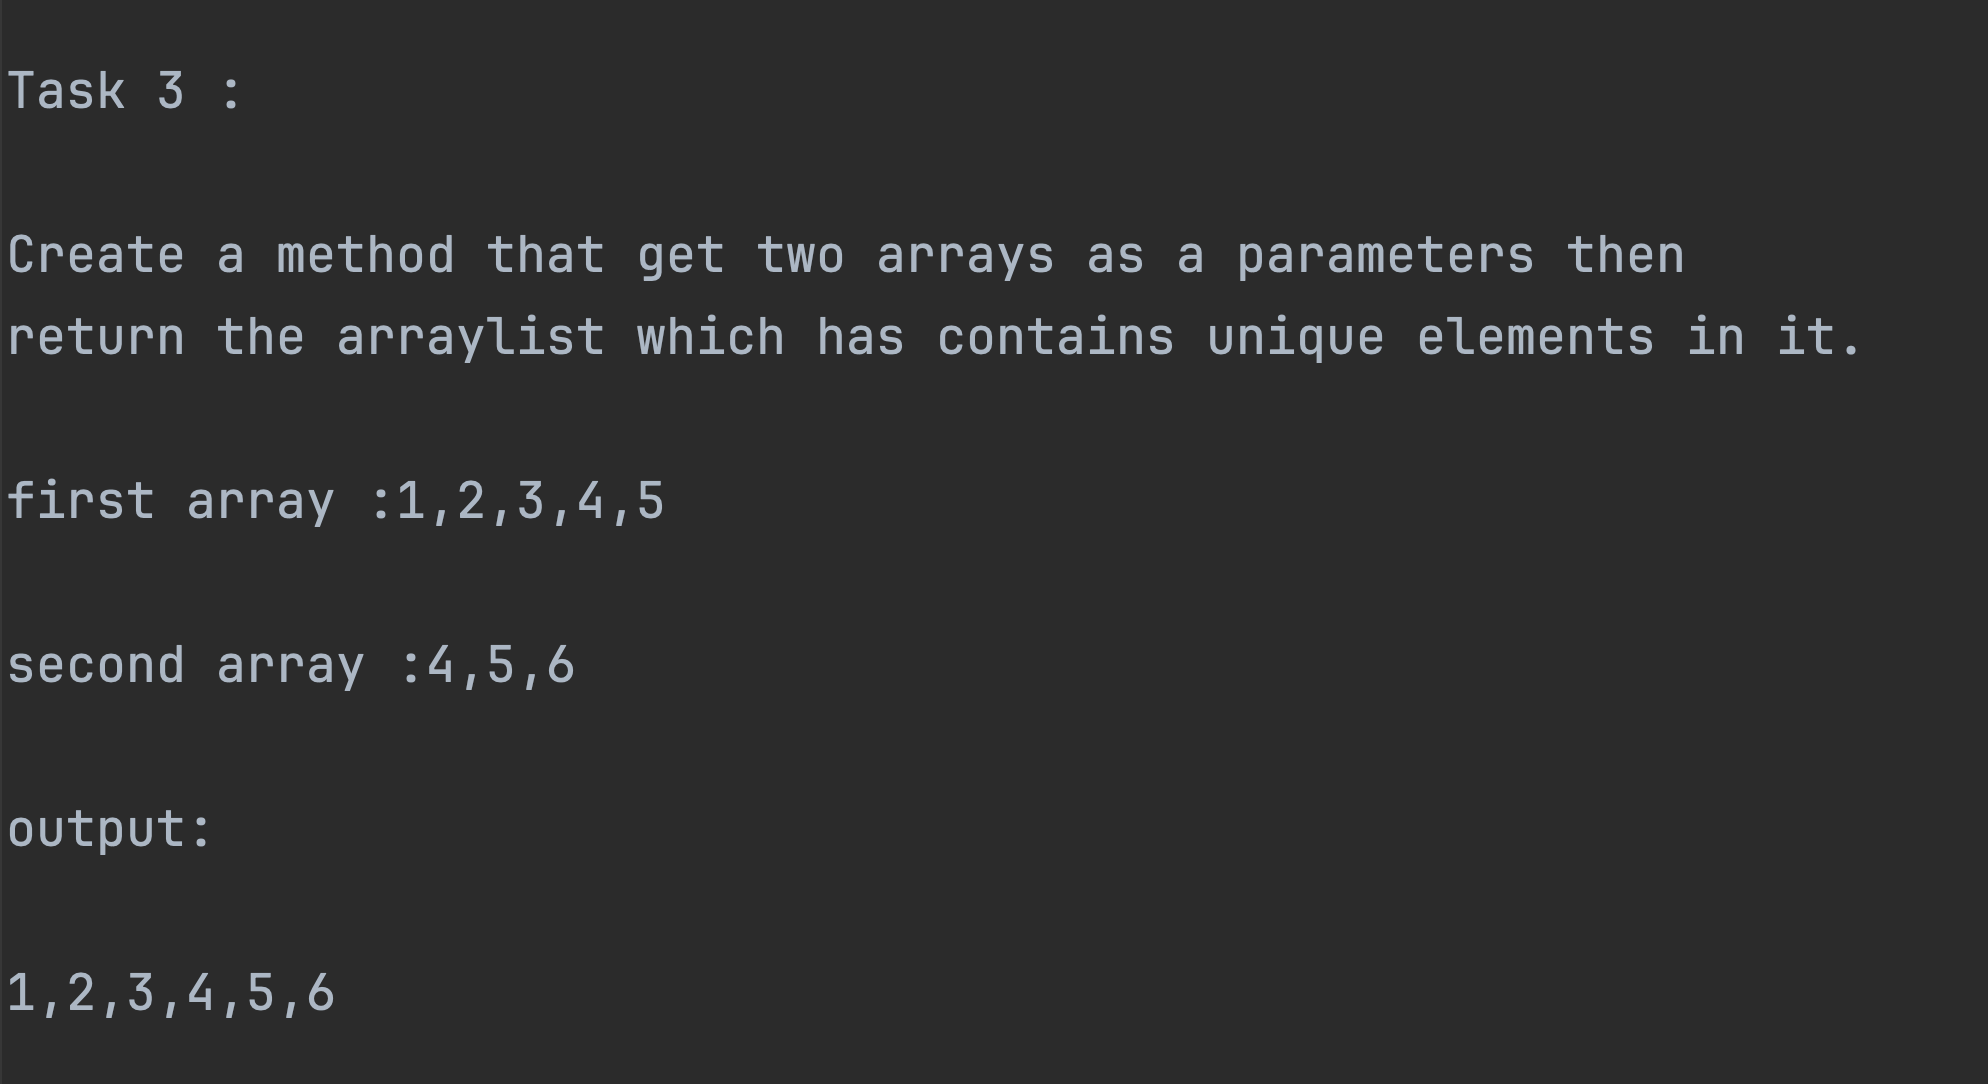 Task 3 :
Create a method that get two arrays as a parameters then
return the arraylist which has contains unique elements in it.
first array :1,2,3,4,5
second array :4,5,6
output:
1,2,3,4,5,6